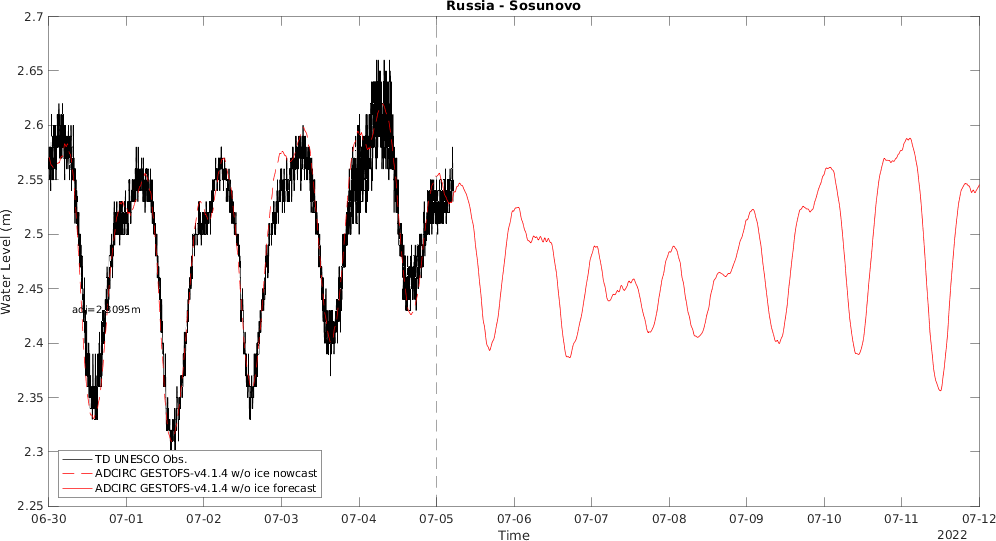 Russia - Sosunovo
2.7
2.65
2.6
2.55
2.5
2.45
2.4
2.35
2.3
2.25
Water Level (m)
TD UNESCO Obs.
ADCIRC GESTOFS-v4.1.4 w/o ice nowcast
ADCIRC GESTOFS-v4.1.4 w/o ice forecast
06-30 07-01 07-02 07-03 07-04 07-05 07-06 07-07 07-08 07-09 07-10 07-11 07-12
Time
2022